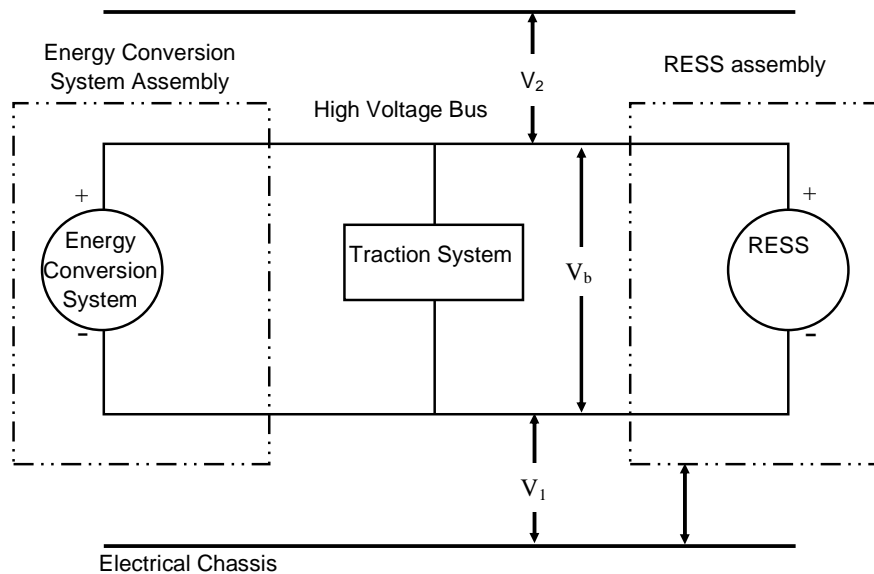 Energy Conversion
System Assembly
V₂
RESS assembly
High Voltage Bus
+
+
Energy
Conversion
System
Traction System
V_b
RESS
-
-
V₁
Electrical Chassis